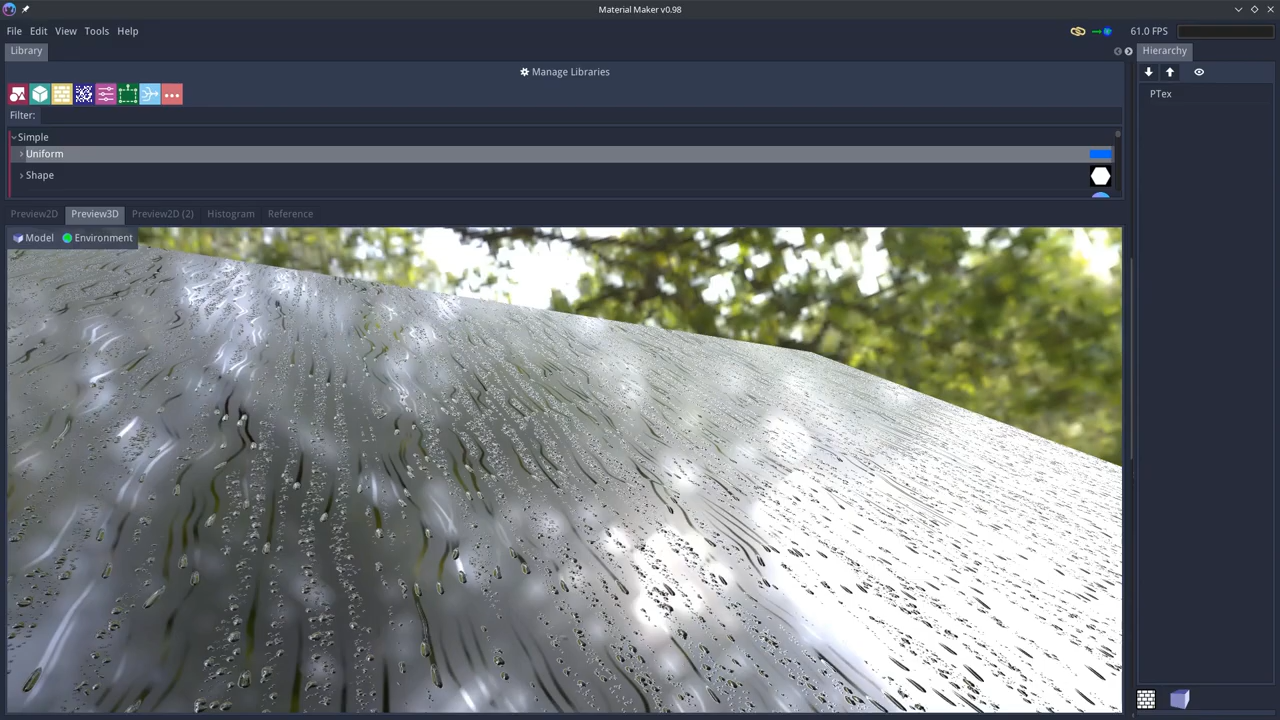 Material Maker v0.98
File Edit View Tools Help
61.0 FPS
Library
Hierarchy
Manage Libraries
PTex
Filter:
Simple
Uniform
Shape
Preview2D Preview3D Preview2D (2) Histogram Reference
Model Environment